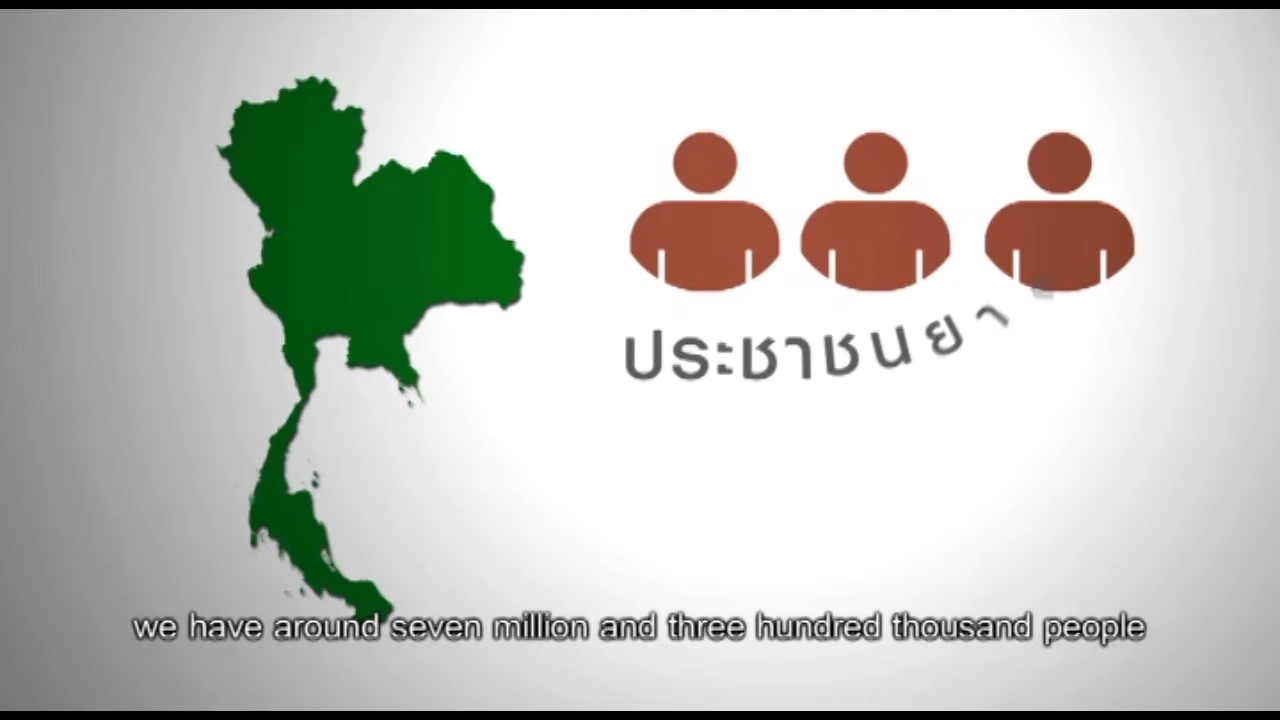 ประชาชนยา
we have around seven million and three hundred thousand people